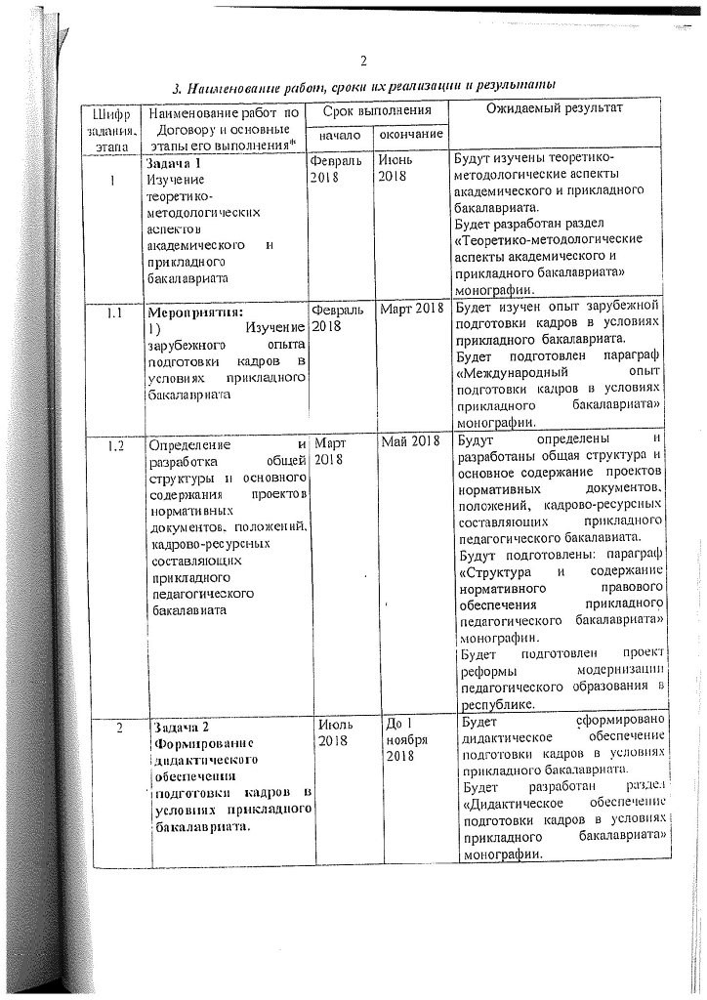 2
3. Наименование работ, сроки их реализации и результаты
Шифр
задания,
этапа
Наименование работ по
Договору и основные
этапы его выполнения*
Срок выполнения
начало
окончание
Ожидаемый результат
1
Задача 1
Изучение
теоретико-
методологических
аспектов
академического и
прикладного
бакалавриата
Февраль
2018
Июнь
2018
Будут изучены теоретико-
методологические аспекты
академического и прикладного
бакалавриата.
Будет разработан раздел
«Теоретико-методологические
аспекты академического и
прикладного бакалавриата»
монографии.
1.1
Мероприятия:
1) Изучение
зарубежного опыта
подготовки кадров в
условиях прикладного
бакалавриата
Февраль
2018
Март 2018
Будет изучен опыт зарубежной
подготовки кадров в условиях
прикладного бакалавриата.
Будет подготовлен параграф
«Международный опыт
подготовки кадров в условиях
прикладного бакалавриата»
монографии.
1.2
Определение и
разработка общей
структуры и основного
содержания проектов
нормативных
документов, положений,
кадрово-ресурсных
составляющих
прикладного
педагогического
бакалавиата
Март
2018
Май 2018
Будут определены и
разработаны общая структура и
основное содержание проектов
нормативных документов,
положений, кадрово-ресурсных
составляющих прикладного
педагогического бакалавиата.
Будут подготовлены: параграф
«Структура и содержание
нормативного правового
обеспечения прикладного
педагогического бакалавриата»
монографии.
Будет подготовлен проект
реформы модернизации
педагогического образования в
республике.
2
Задача 2
Формирование
дидактического
обеспечения
подготовки кадров в
условиях прикладного
бакалавриата.
Июль
2018
До 1
ноября
2018
Будет сформировано
дидактическое обеспечение
подготовки кадров в условиях
прикладного бакалавриата.
Будет разработан раздел
«Дидактическое обеспечение
подготовки кадров в условиях
прикладного бакалавриата»
монографии.